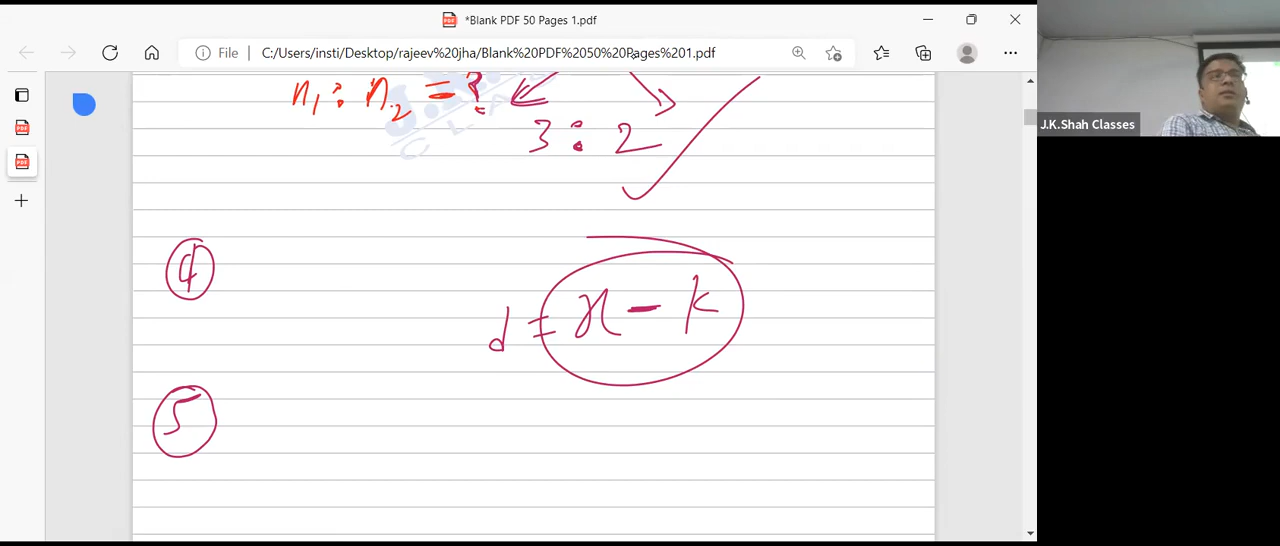 *Blank PDF 50 Pages 1.pdf
File
C:/Users/insti/Desktop/rajeev%20jha/Blank%20PDF%2050%20Pages%201.pdf
J.K.Shah Classes
n1 : n2 = ?
3 : 2
4
d = x - k
5